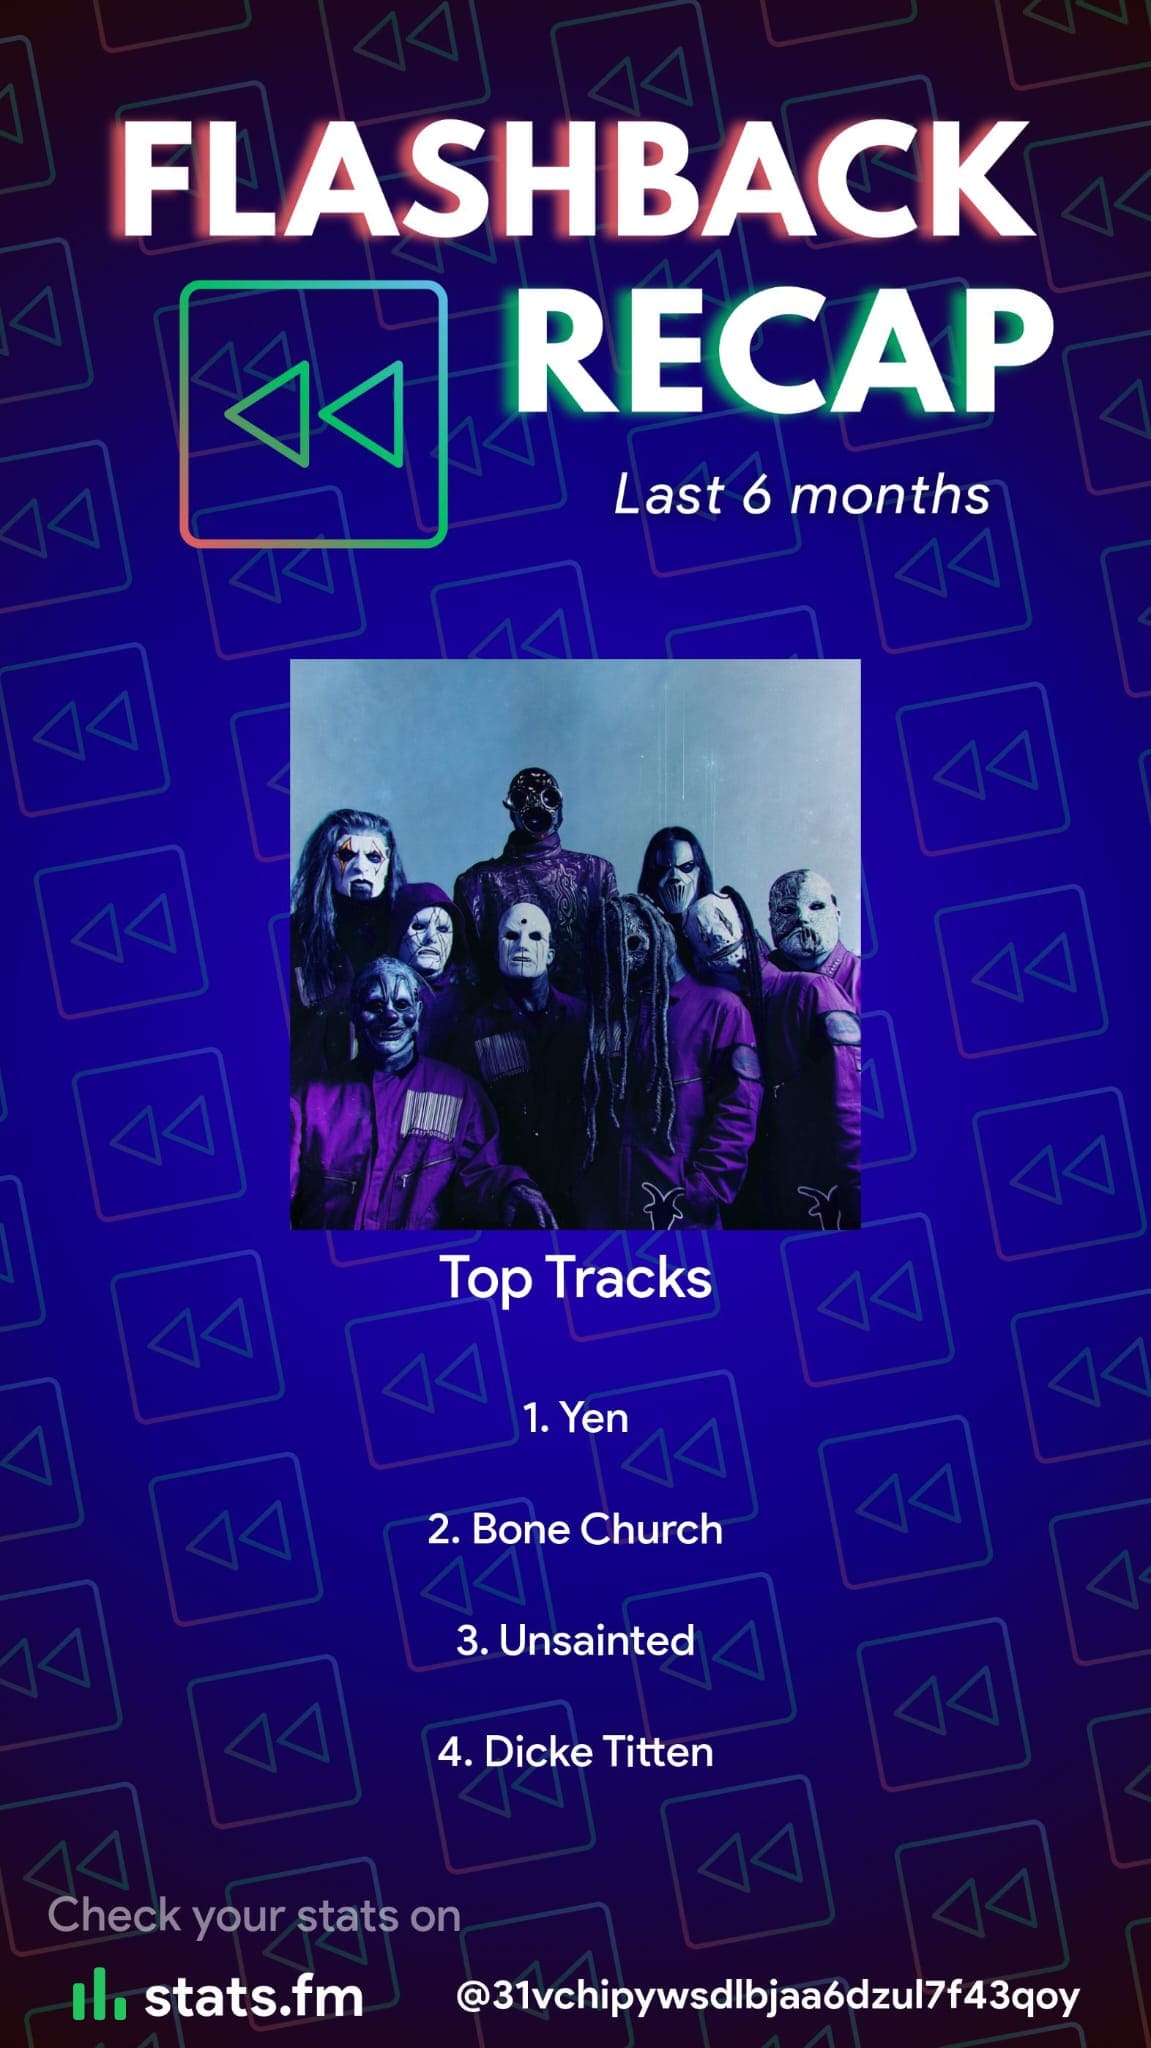 FLASHBACK
RECAP
Last 6 months
Top Tracks
1. Yen
2. Bone Church
3. Unsainted
4. Dicke Titten
Check your stats on
stats.fm
@31vchipywsdlbjaa6dzul7f43qoy